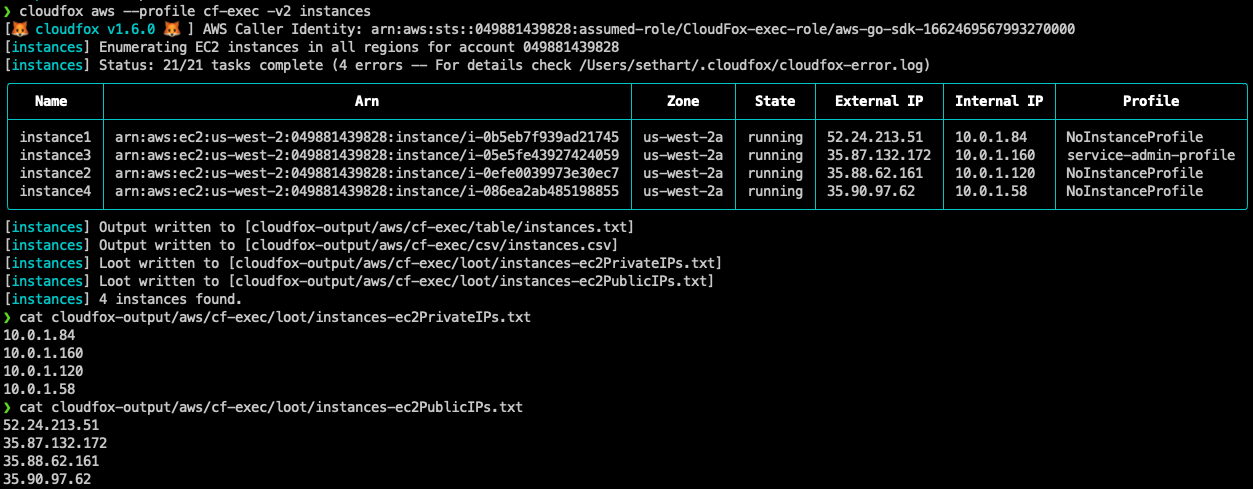 ❯ cloudfox aws --profile cf-exec -v2 instances
[🦊 cloudfox v1.6.0 🦊 ] AWS Caller Identity: arn:aws:sts::049881439828:assumed-role/CloudFox-exec-role/aws-go-sdk-1662469567993270000
[instances] Enumerating EC2 instances in all regions for account 049881439828
[instances] Status: 21/21 tasks complete (4 errors -- For details check /Users/sethart/.cloudfox/cloudfox-error.log)
Name Arn Zone State External IP Internal IP Profile
instance1 arn:aws:ec2:us-west-2:049881439828:instance/i-0b5eb7f939ad21745 us-west-2a running 52.24.213.51 10.0.1.84 NoInstanceProfile
instance3 arn:aws:ec2:us-west-2:049881439828:instance/i-05e5fe43927424059 us-west-2a running 35.87.132.172 10.0.1.160 service-admin-profile
instance2 arn:aws:ec2:us-west-2:049881439828:instance/i-0efe0039973e30ec7 us-west-2a running 35.88.62.161 10.0.1.120 NoInstanceProfile
instance4 arn:aws:ec2:us-west-2:049881439828:instance/i-086ea2ab485198855 us-west-2a running 35.90.97.62 10.0.1.58 NoInstanceProfile
[instances] Output written to [cloudfox-output/aws/cf-exec/table/instances.txt]
[instances] Output written to [cloudfox-output/aws/cf-exec/csv/instances.csv]
[instances] Loot written to [cloudfox-output/aws/cf-exec/loot/instances-ec2PrivateIPs.txt]
[instances] Loot written to [cloudfox-output/aws/cf-exec/loot/instances-ec2PublicIPs.txt]
[instances] 4 instances found.
❯ cat cloudfox-output/aws/cf-exec/loot/instances-ec2PrivateIPs.txt
10.0.1.84
10.0.1.160
10.0.1.120
10.0.1.58
❯ cat cloudfox-output/aws/cf-exec/loot/instances-ec2PublicIPs.txt
52.24.213.51
35.87.132.172
35.88.62.161
35.90.97.62